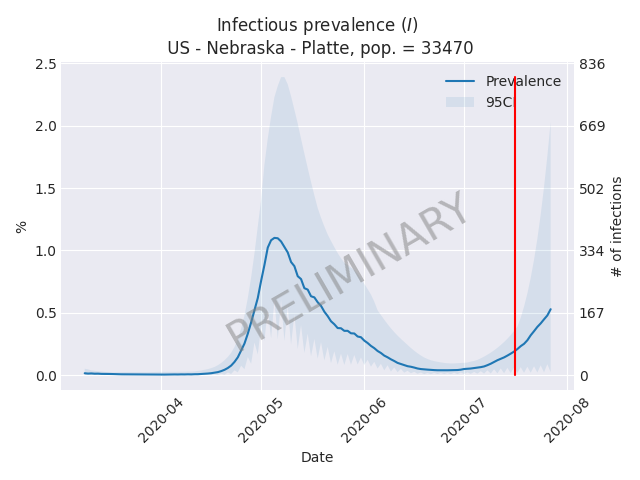 Infectious prevalence (I)
US - Nebraska - Platte, pop. = 33470
2.5
2.0
1.5
1.0
0.5
0.0
%
836
669
502
334
167
0
# of infections
Prevalence
95CI
PRELIMINARY
2020-04
2020-05
2020-06
2020-07
2020-08
Date